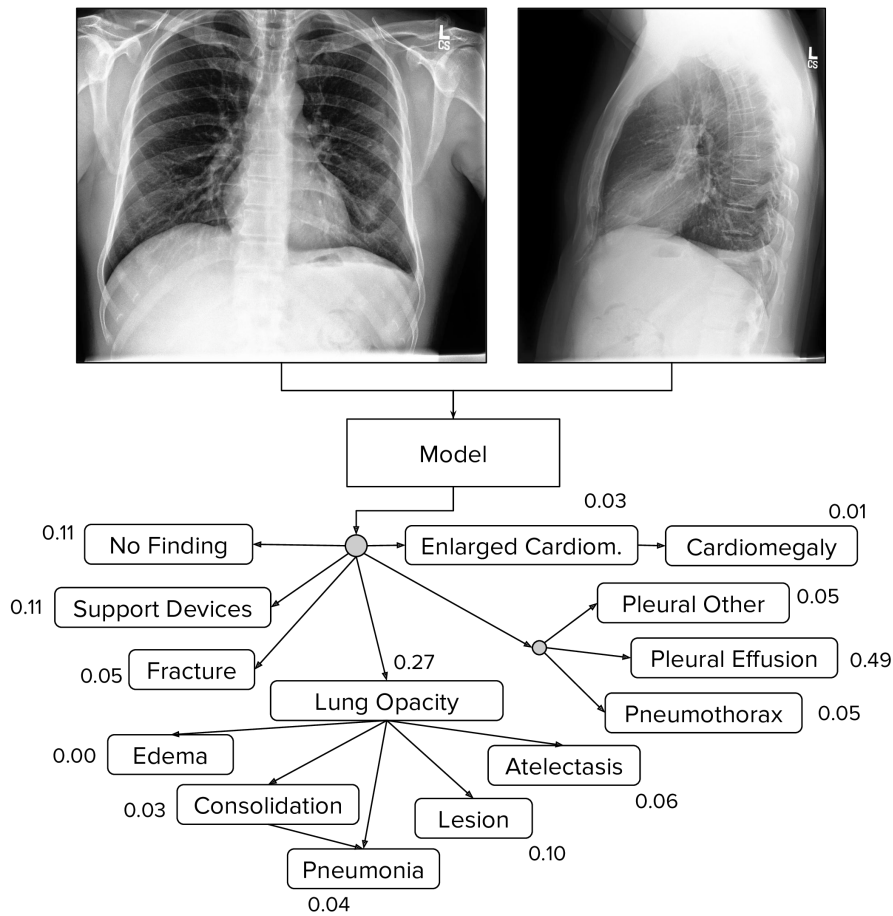 L
CS
L
CS
Model
0.03
0.01
0.11
No Finding
Enlarged Cardiom.
Cardiomegaly
0.11
Support Devices
Pleural Other
0.05
0.05
Fracture
0.27
Pleural Effusion
0.49
Lung Opacity
Pneumothorax
0.05
0.00
Edema
Atelectasis
0.06
0.03
Consolidation
Lesion
0.10
Pneumonia
0.04